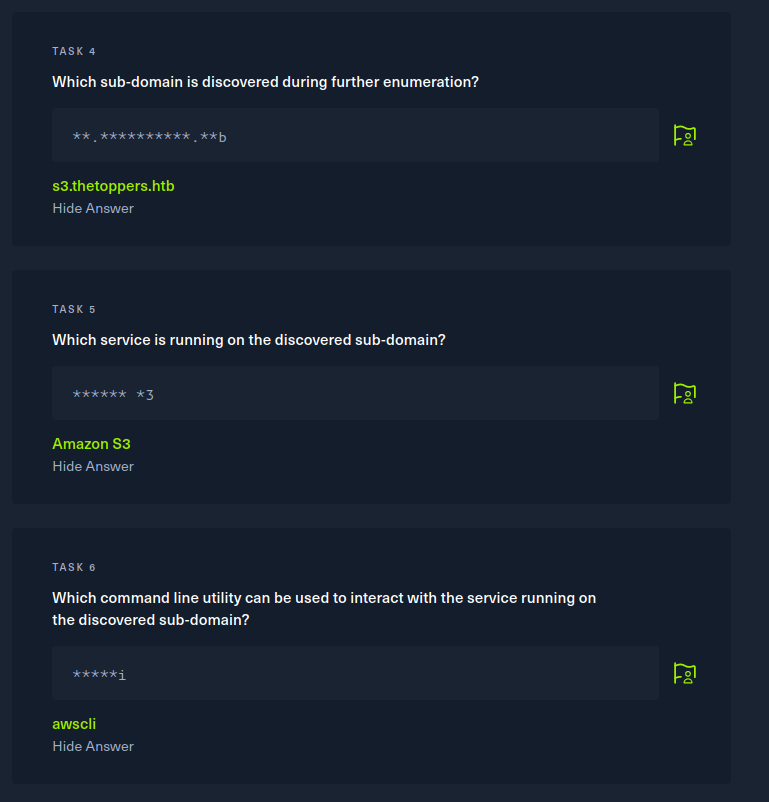 TASK 4
Which sub-domain is discovered during further enumeration?
**.**********.**b
s3.thetoppers.htb
Hide Answer
TASK 5
Which service is running on the discovered sub-domain?
****** *3
Amazon S3
Hide Answer
TASK 6
Which command line utility can be used to interact with the service running on
the discovered sub-domain?
*****i
awscli
Hide Answer